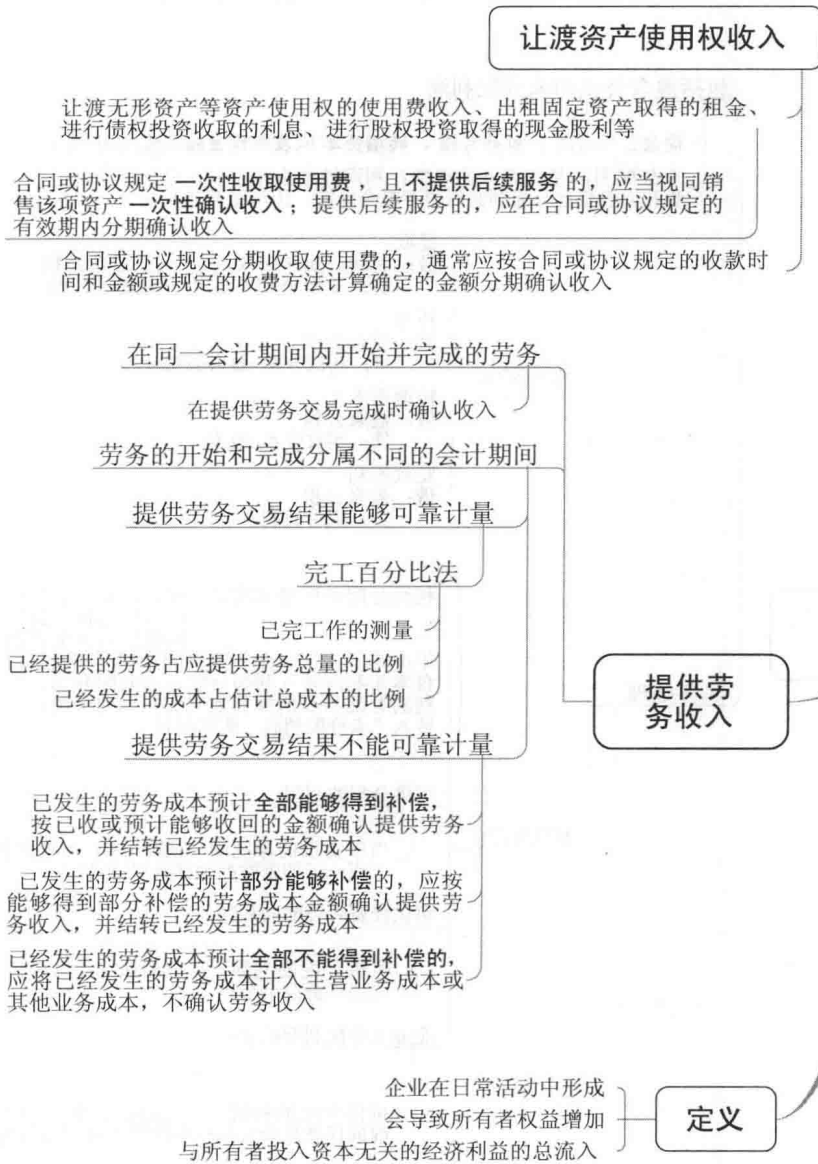 让渡资产使用权收入
让渡无形资产等资产使用权的使用费收入、出租固定资产取得的租金、
进行债权投资收取的利息、进行股权投资取得的现金股利等
合同或协议规定 一次性收取使用费，且不提供后续服务 的，应当视同销
售该项资产 一次性确认收入；提供后续服务的，应在合同或协议规定的
有效期内分期确认收入
合同或协议规定分期收取使用费的，通常应按合同或协议规定的收款时
间和金额或规定的收费方法计算确定的金额分期确认收入
在同一会计期间内开始并完成的劳务
在提供劳务交易完成时确认收入
劳务的开始和完成分属不同的会计期间
提供劳务交易结果能够可靠计量
完工百分比法
已完工作的测量
已经提供的劳务占应提供劳务总量的比例
已经发生的成本占估计总成本的比例
提供劳
务收入
提供劳务交易结果不能可靠计量
已发生的劳务成本预计全部能够得到补偿，
按已收或预计能够收回的金额确认提供劳务
收入，并结转已经发生的劳务成本
已发生的劳务成本预计部分能够补偿的，应按
能够得到部分补偿的劳务成本金额确认提供劳
务收入，并结转已经发生的劳务成本
已经发生的劳务成本预计全部不能得到补偿的，
应将已经发生的劳务成本计入主营业务成本或
其他业务成本，不确认劳务收入
企业在日常活动中形成
会导致所有者权益增加
定义
与所有者投入资本无关的经济利益的总流入